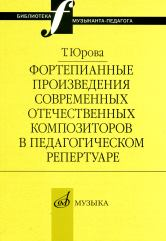 БИБЛИОТЕКА
МУЗЫКАНТА-ПЕДАГОГА
Т. Юрова
ФОРТЕПИАННЫЕ
ПРОИЗВЕДЕНИЯ
СОВРЕМЕННЫХ
ОТЕЧЕСТВЕННЫХ
КОМПОЗИТОРОВ
В ПЕДАГОГИЧЕСКОМ
РЕПЕРТУАРЕ
МУЗЫКА